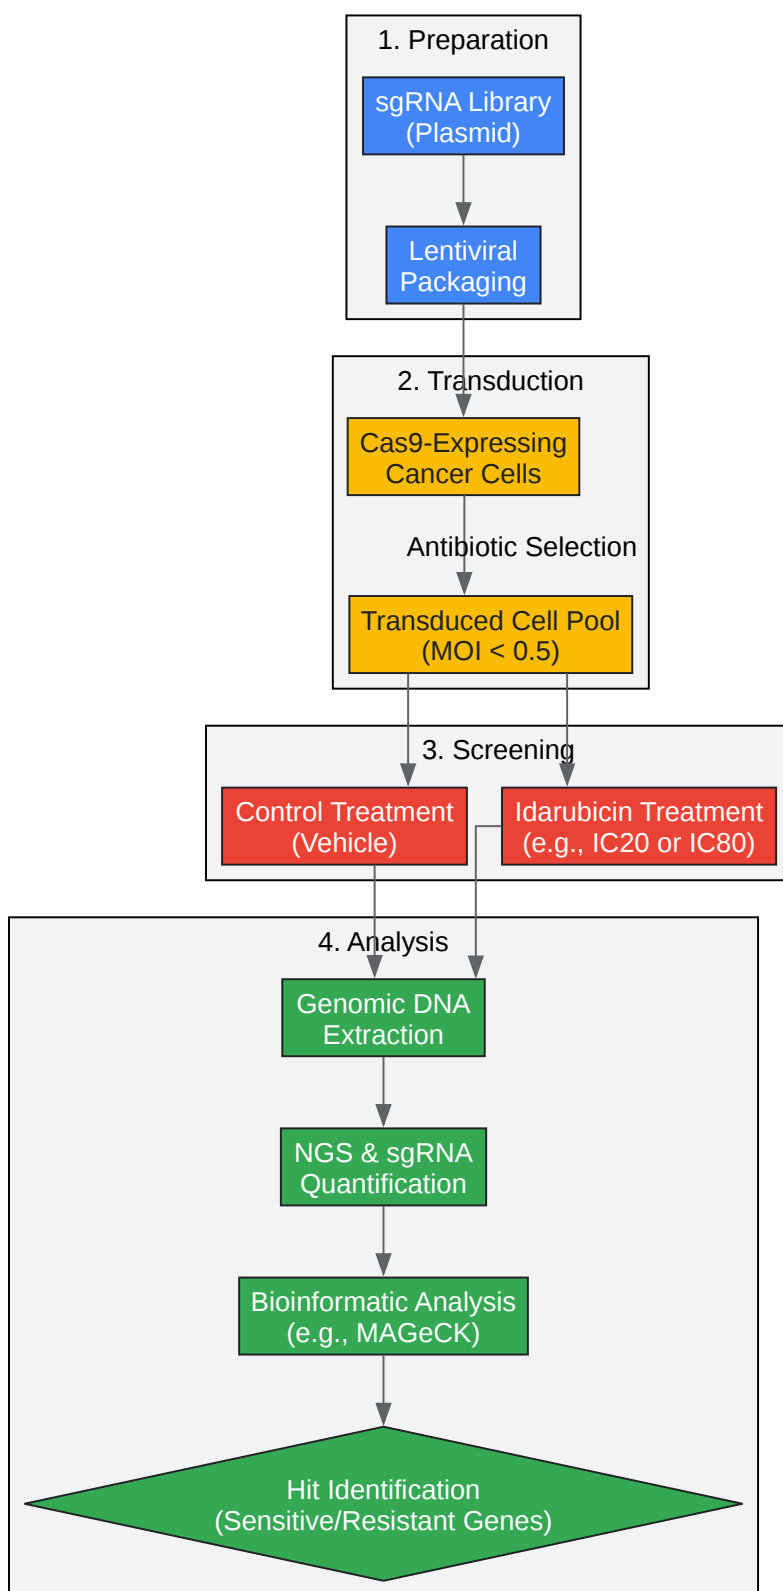 1. Preparation
sgRNA Library
(Plasmid)
Lentiviral
Packaging
2. Transduction
Cas9-Expressing
Cancer Cells
Antibiotic Selection
Transduced Cell Pool
(MOI < 0.5)
3. Screening
Control Treatment
(Vehicle)
Idarubicin Treatment
(e.g., IC20 or IC80)
4. Analysis
Genomic DNA
Extraction
NGS & sgRNA
Quantification
Bioinformatic Analysis
(e.g., MAGeCK)
Hit Identification
(Sensitive/Resistant Genes)